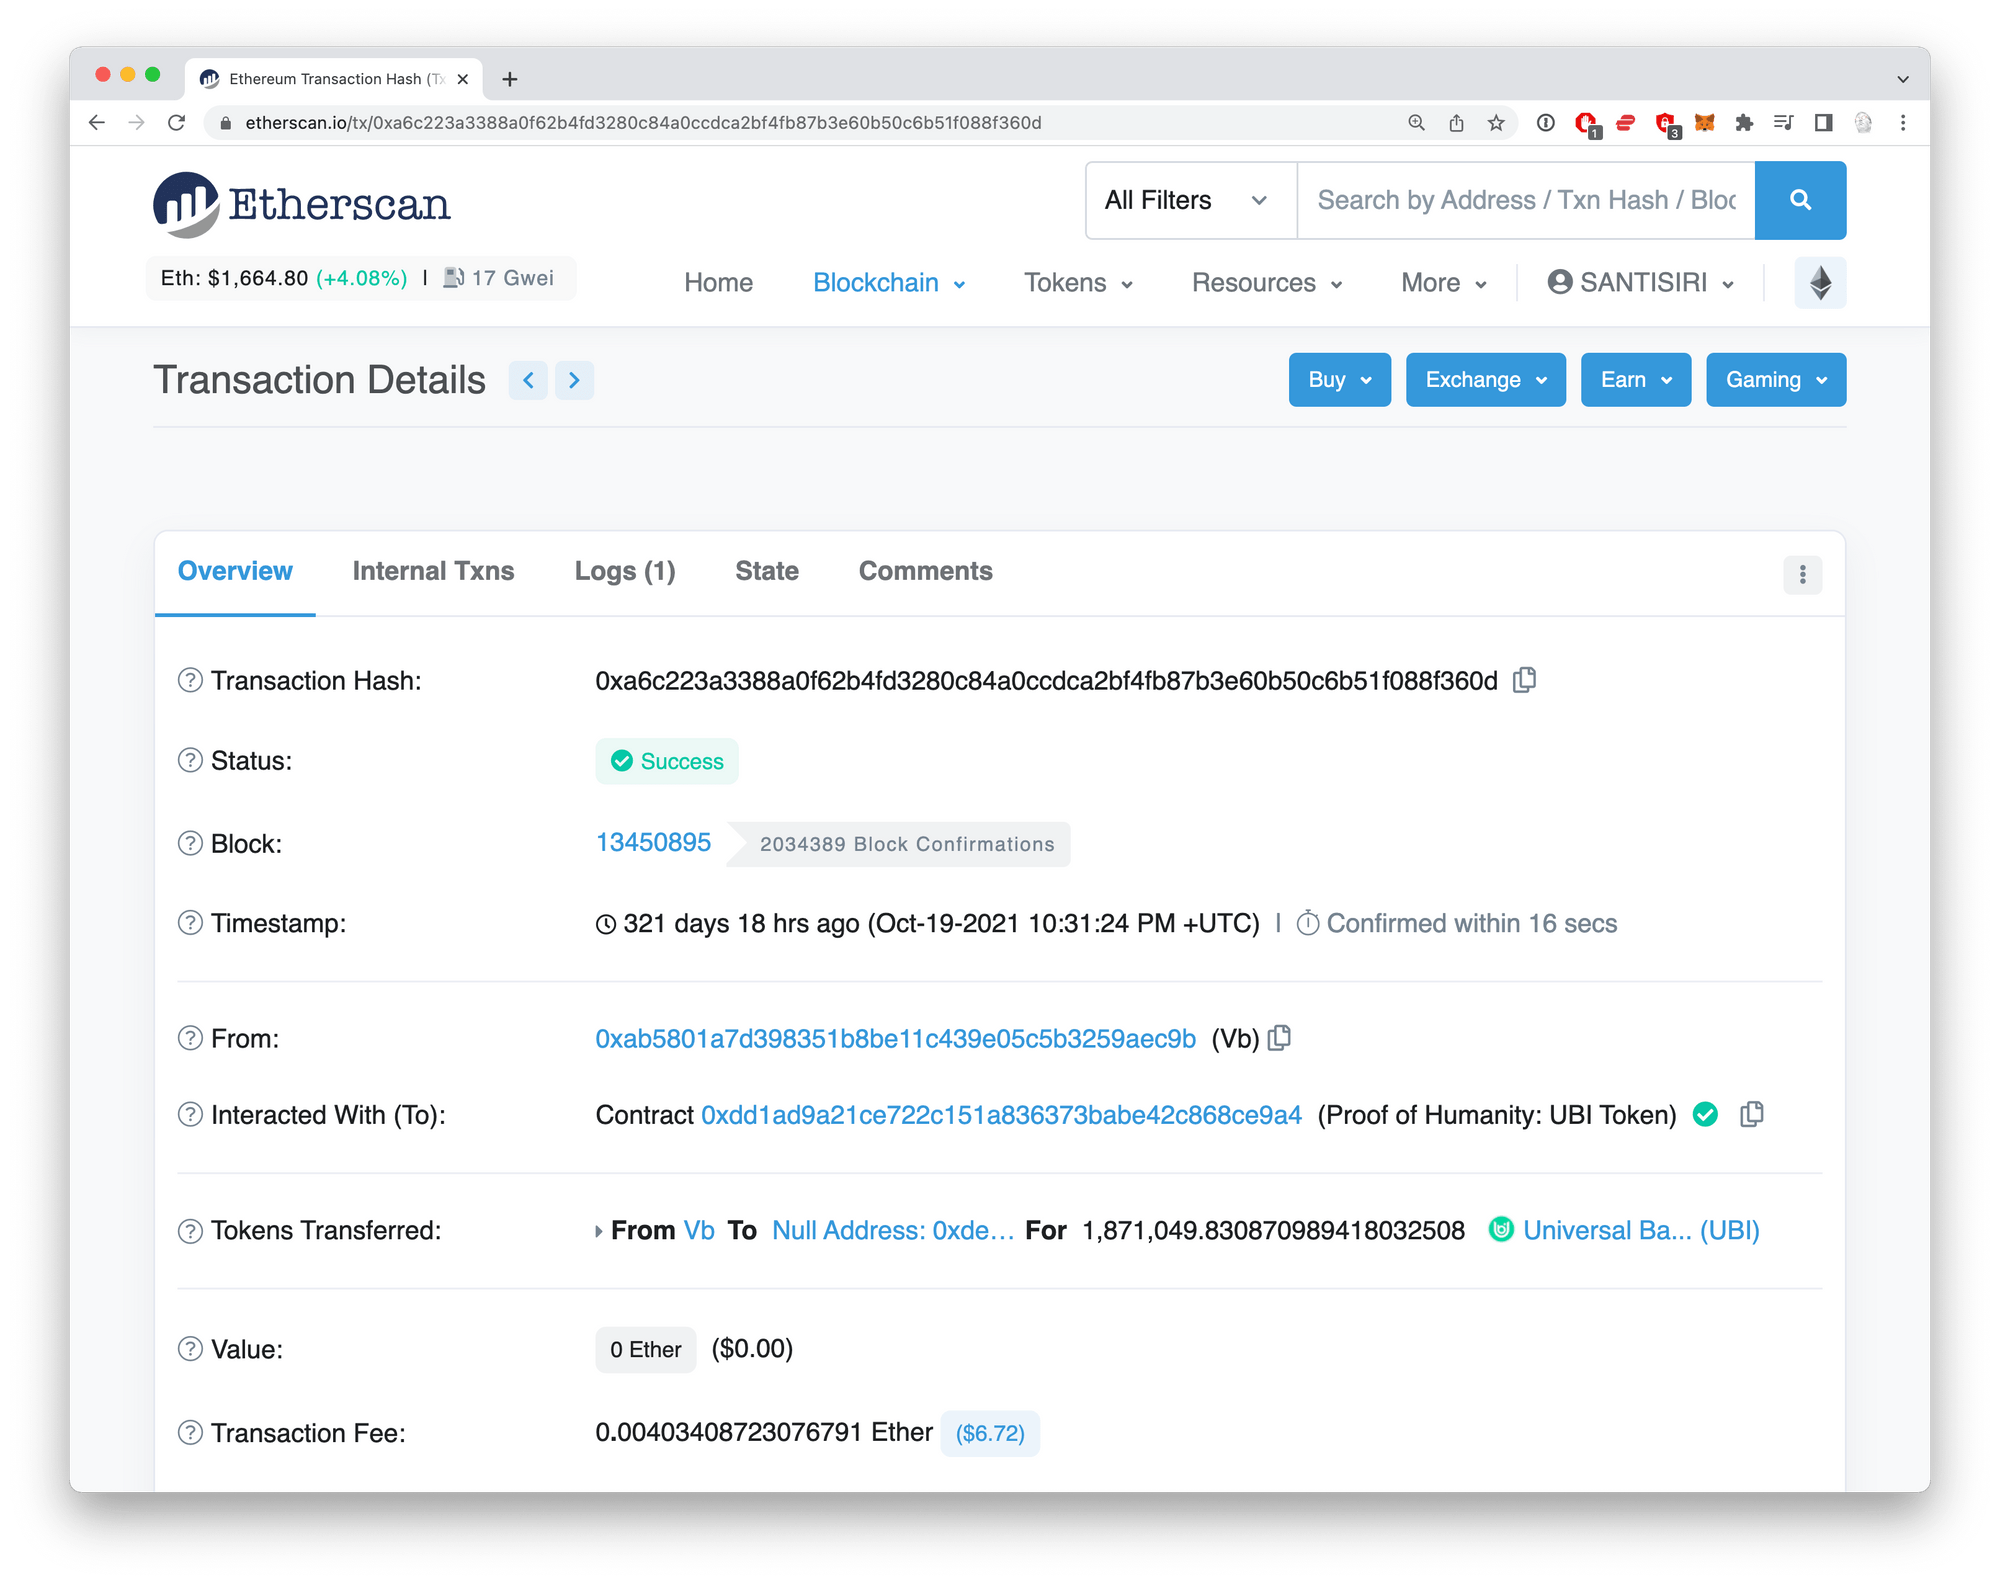 Ethereum Transaction Hash (Tx
etherscan.io/tx/0xa6c223a3388a0f62b4fd3280c84a0ccdca2bf4fb87b3e60b50c6b51f088f360d
1
3
Etherscan
All Filters
Search by Address / Txn Hash / Bloc
Eth: $1,664.80 (+4.08%) | 17 Gwei
Home Blockchain Tokens Resources More SANTISIRI
Transaction Details
Buy Exchange Earn Gaming
Overview Internal Txns Logs (1) State Comments
Transaction Hash: 0xa6c223a3388a0f62b4fd3280c84a0ccdca2bf4fb87b3e60b50c6b51f088f360d
Status: Success
Block: 13450895 2034389 Block Confirmations
Timestamp: 321 days 18 hrs ago (Oct-19-2021 10:31:24 PM +UTC) | Confirmed within 16 secs
From: 0xab5801a7d398351b8be11c439e05c5b3259aec9b (Vb)
Interacted With (To): Contract 0xdd1ad9a21ce722c151a836373babe42c868ce9a4 (Proof of Humanity: UBI Token)
Tokens Transferred: From Vb To Null Address: 0xde... For 1,871,049.830870989418032508 Universal Ba... (UBI)
Value: 0 Ether ($0.00)
Transaction Fee: 0.00403408723076791 Ether ($6.72)